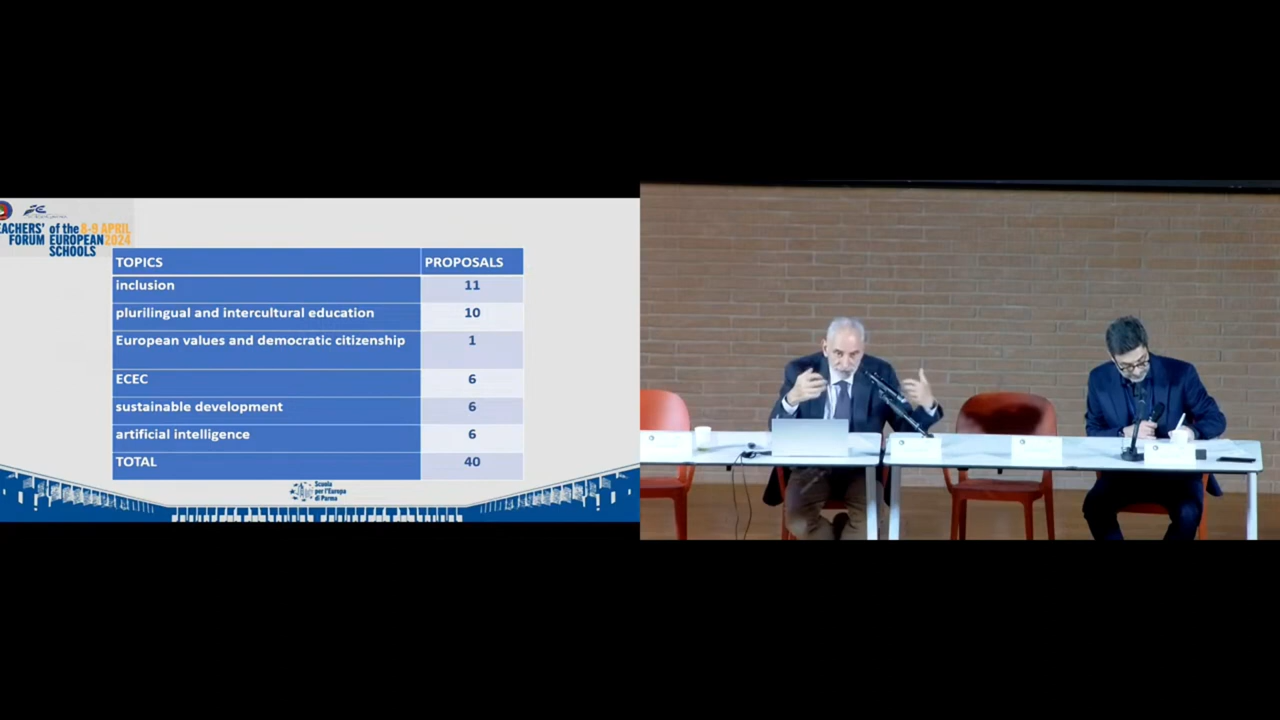 EACHERS' of the 8-9 APRIL
FORUM EUROPEAN 2024
SCHOOLS
TOPICS PROPOSALS
inclusion 11
plurilingual and intercultural education 10
European values and democratic citizenship 1
ECEC 6
sustainable development 6
artificial intelligence 6
TOTAL 40
Scuola
per l'Europa
di Parma